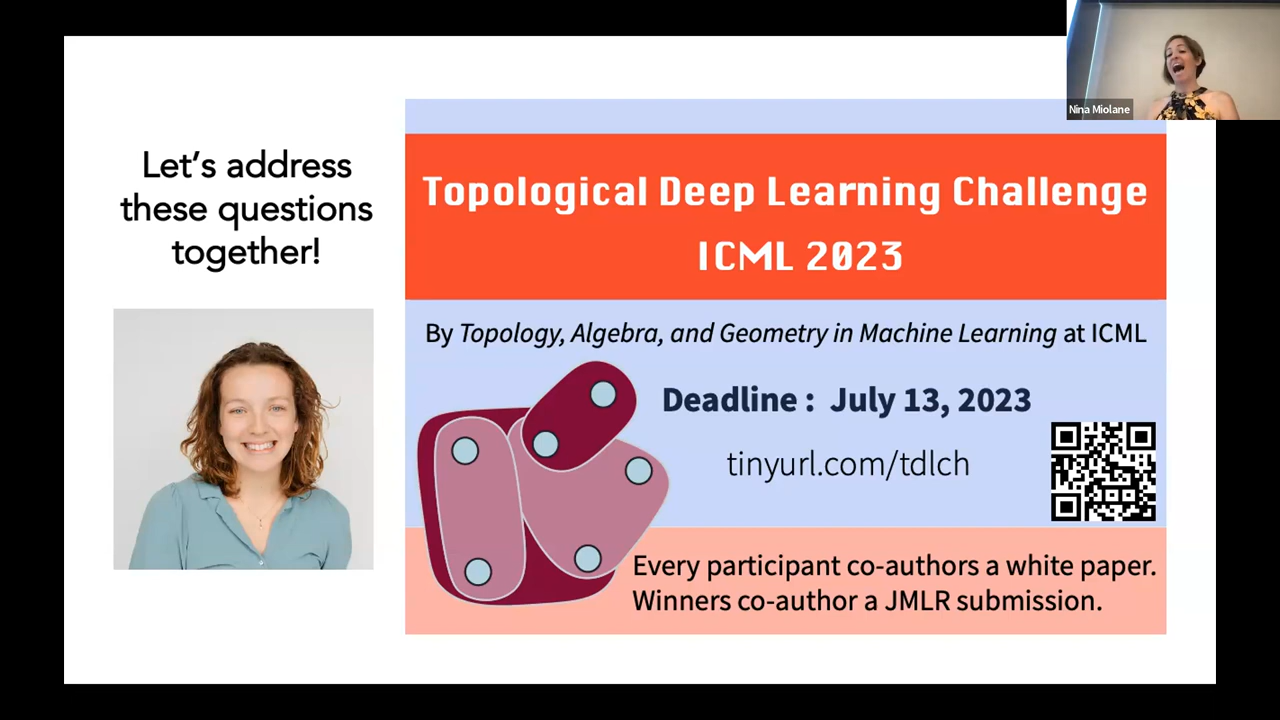 Nina Miolane
Let's address
these questions
together!
Topological Deep Learning Challenge
ICML 2023
By Topology, Algebra, and Geometry in Machine Learning at ICML
Deadline : July 13, 2023
tinyurl.com/tdlch
Every participant co-authors a white paper.
Winners co-author a JMLR submission.